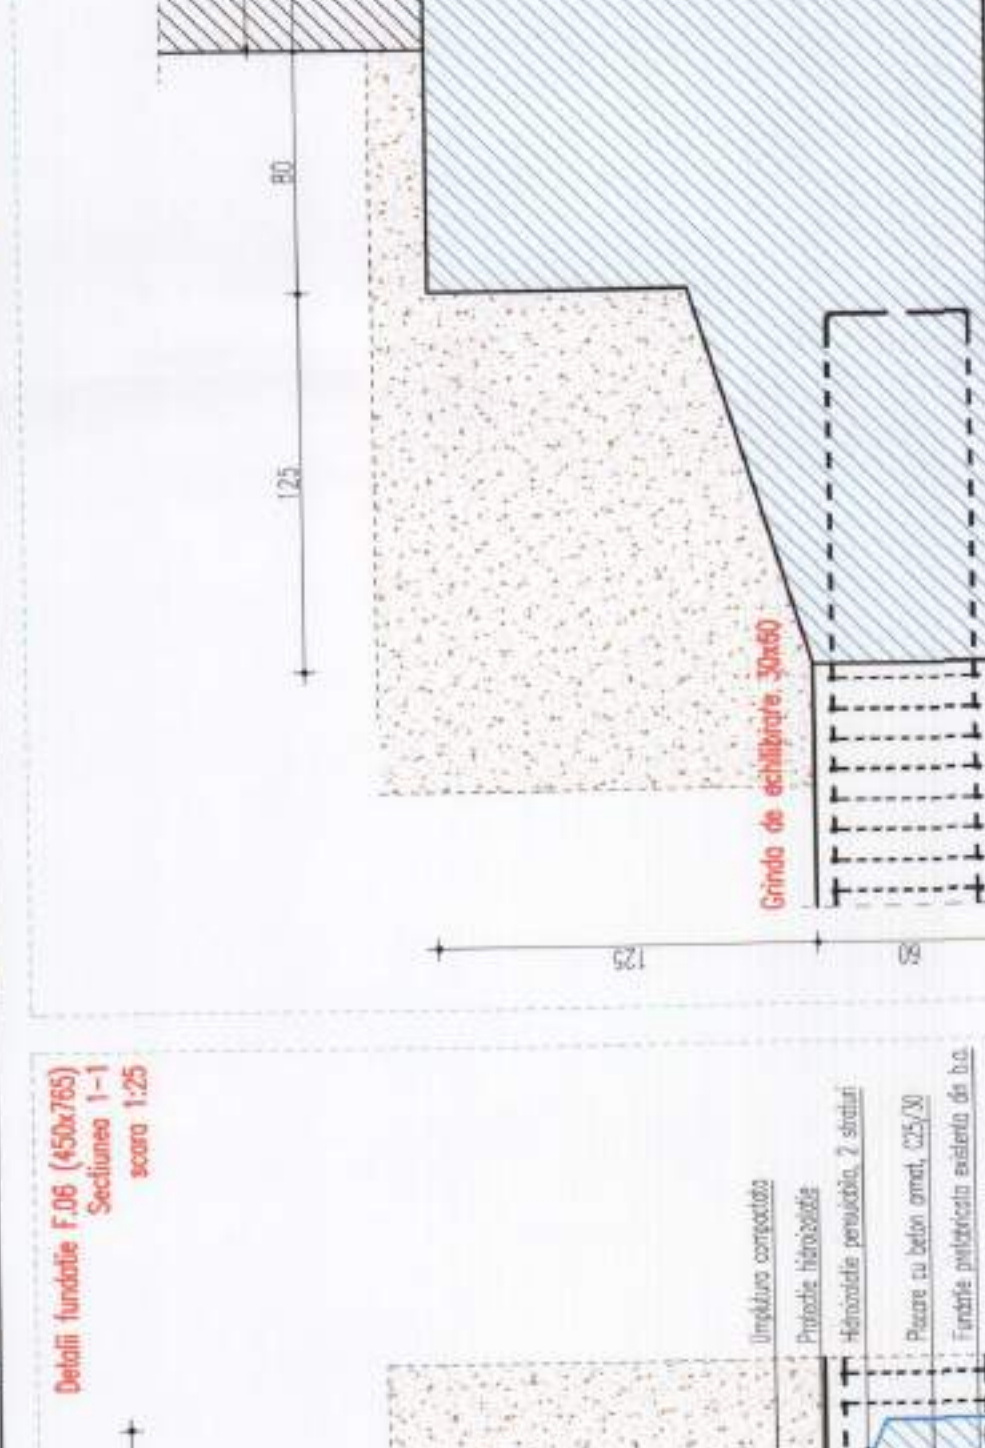 80
125
Grinda de echilibrare, 30x60
125
60
Detalii fundatie F.06 (450x765)
Sectiunea 1-1
scara 1:25
Umplutura compactata
Protectie hidroizolatie
Hidroizolatie pensulabila, 2 straturi
Placare cu beton armat, C25/30
Fundatie prefabricata existenta din b.a.